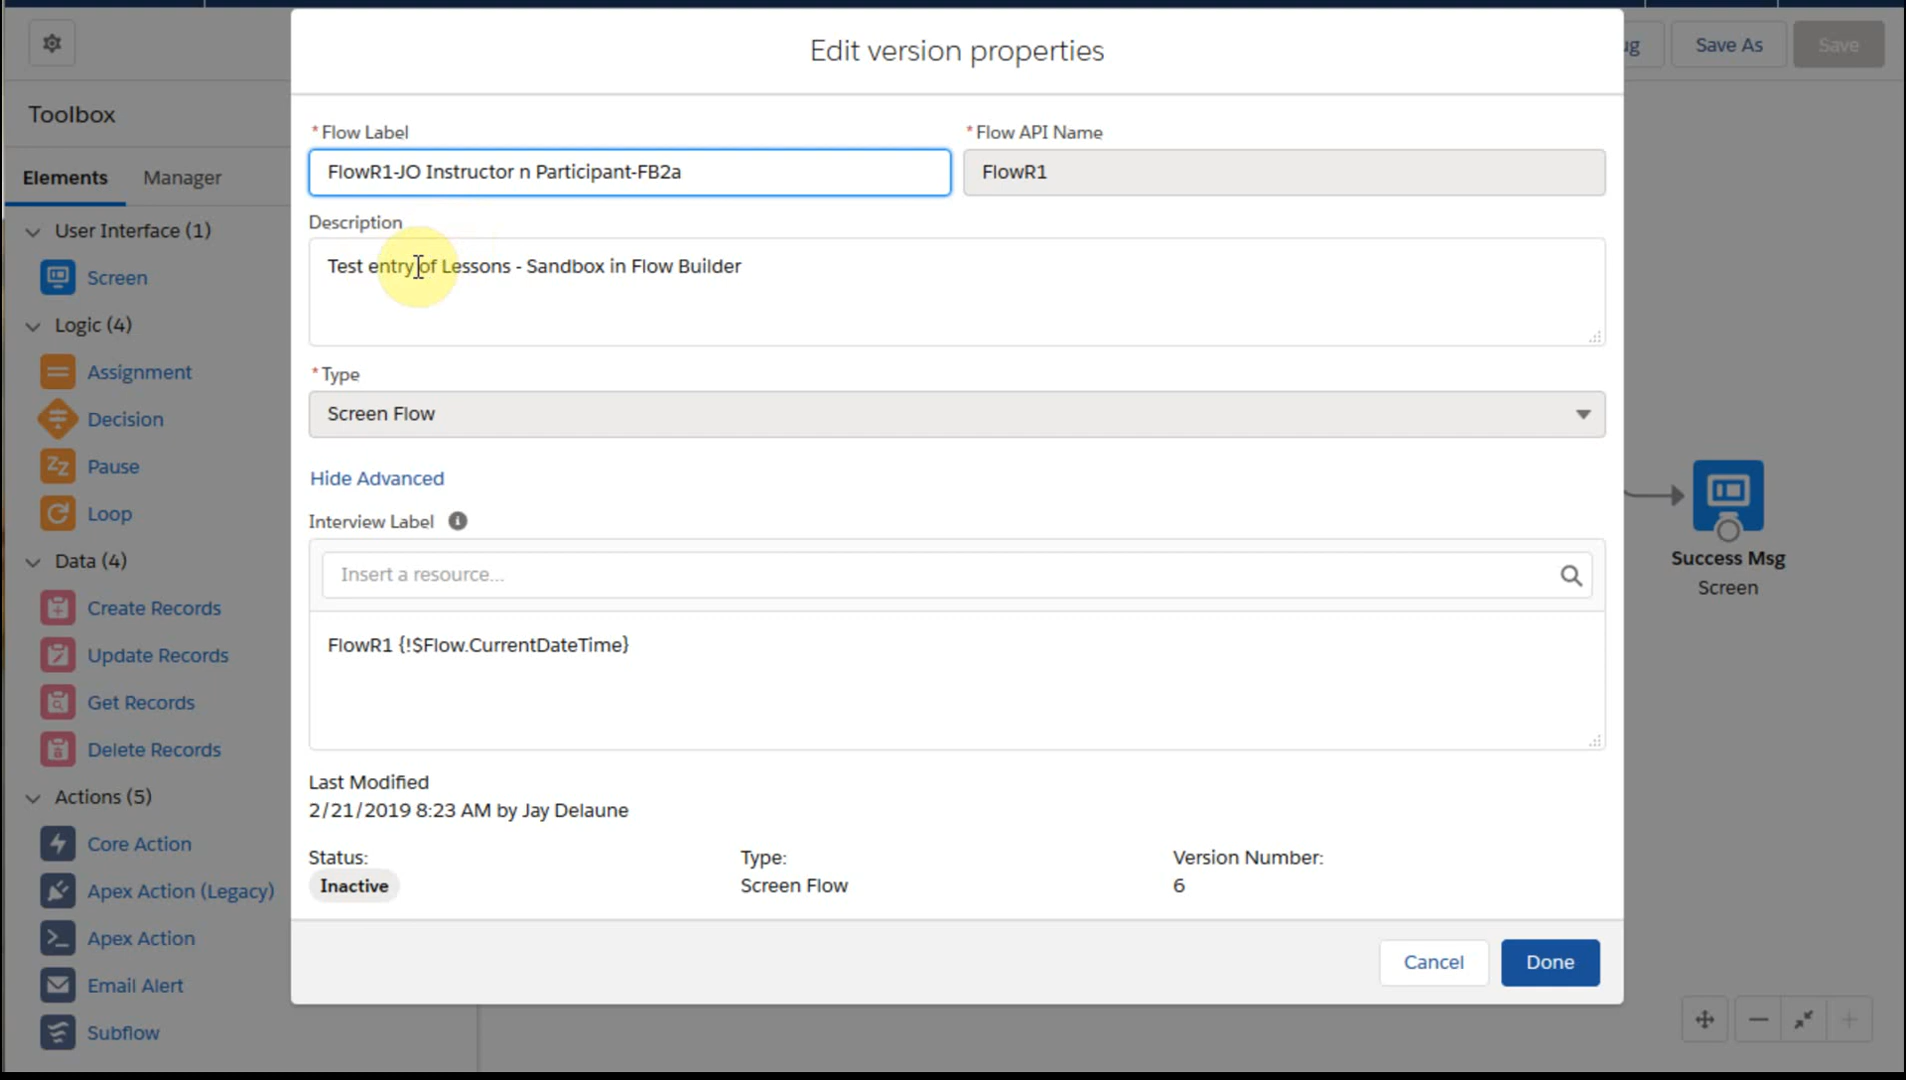 Edit version properties
ug
Save As
Save
Toolbox
Elements
Manager
User Interface (1)
Screen
Logic (4)
Assignment
Decision
Pause
Loop
Data (4)
Create Records
Update Records
Get Records
Delete Records
Actions (5)
Core Action
Apex Action (Legacy)
Apex Action
Email Alert
Subflow
* Flow Label
FlowR1-JO Instructor n Participant-FB2a
* Flow API Name
FlowR1
Description
Test entry of Lessons - Sandbox in Flow Builder
* Type
Screen Flow
Hide Advanced
Interview Label
Insert a resource...
FlowR1 {!$Flow.CurrentDateTime}
Last Modified
2/21/2019 8:23 AM by Jay Delaune
Status:
Inactive
Type:
Screen Flow
Version Number:
6
Cancel
Done
Success Msg
Screen